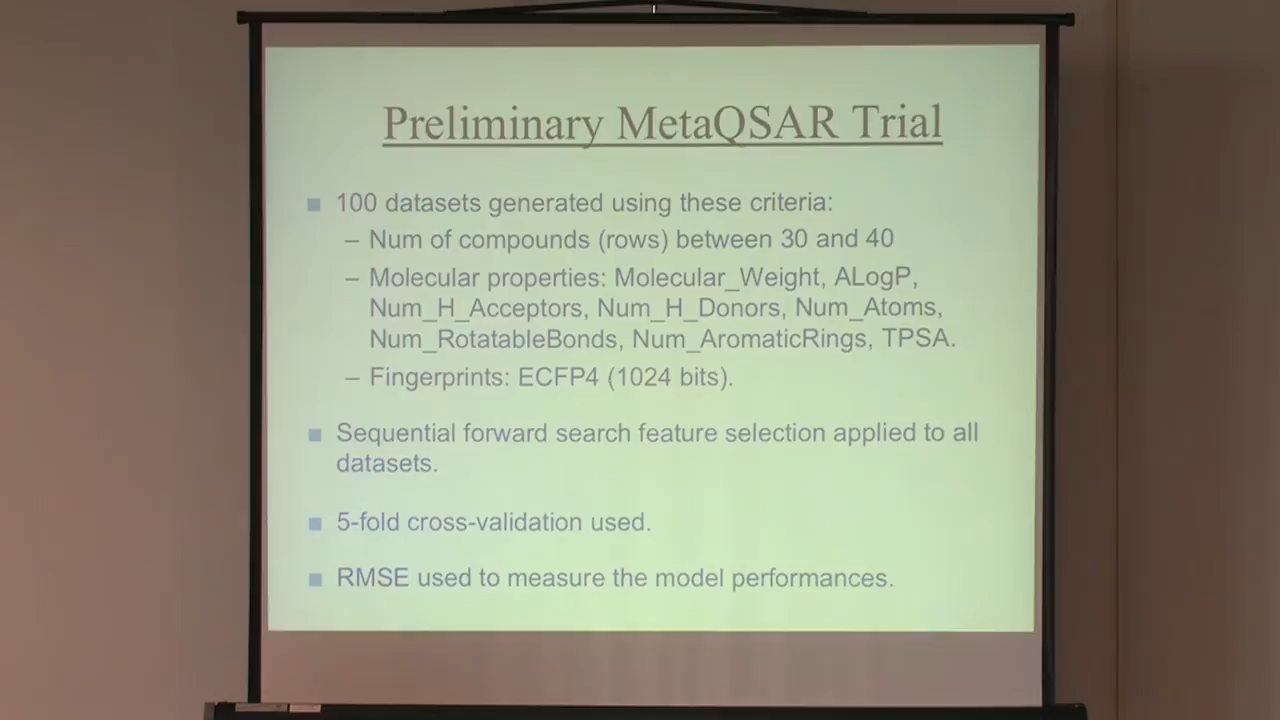 Preliminary MetaQSAR Trial
100 datasets generated using these criteria:
– Num of compounds (rows) between 30 and 40
– Molecular properties: Molecular_Weight, ALogP,
Num_H_Acceptors, Num_H_Donors, Num_Atoms,
Num_RotatableBonds, Num_AromaticRings, TPSA.
– Fingerprints: ECFP4 (1024 bits).
Sequential forward search feature selection applied to all
datasets.
5-fold cross-validation used.
RMSE used to measure the model performances.